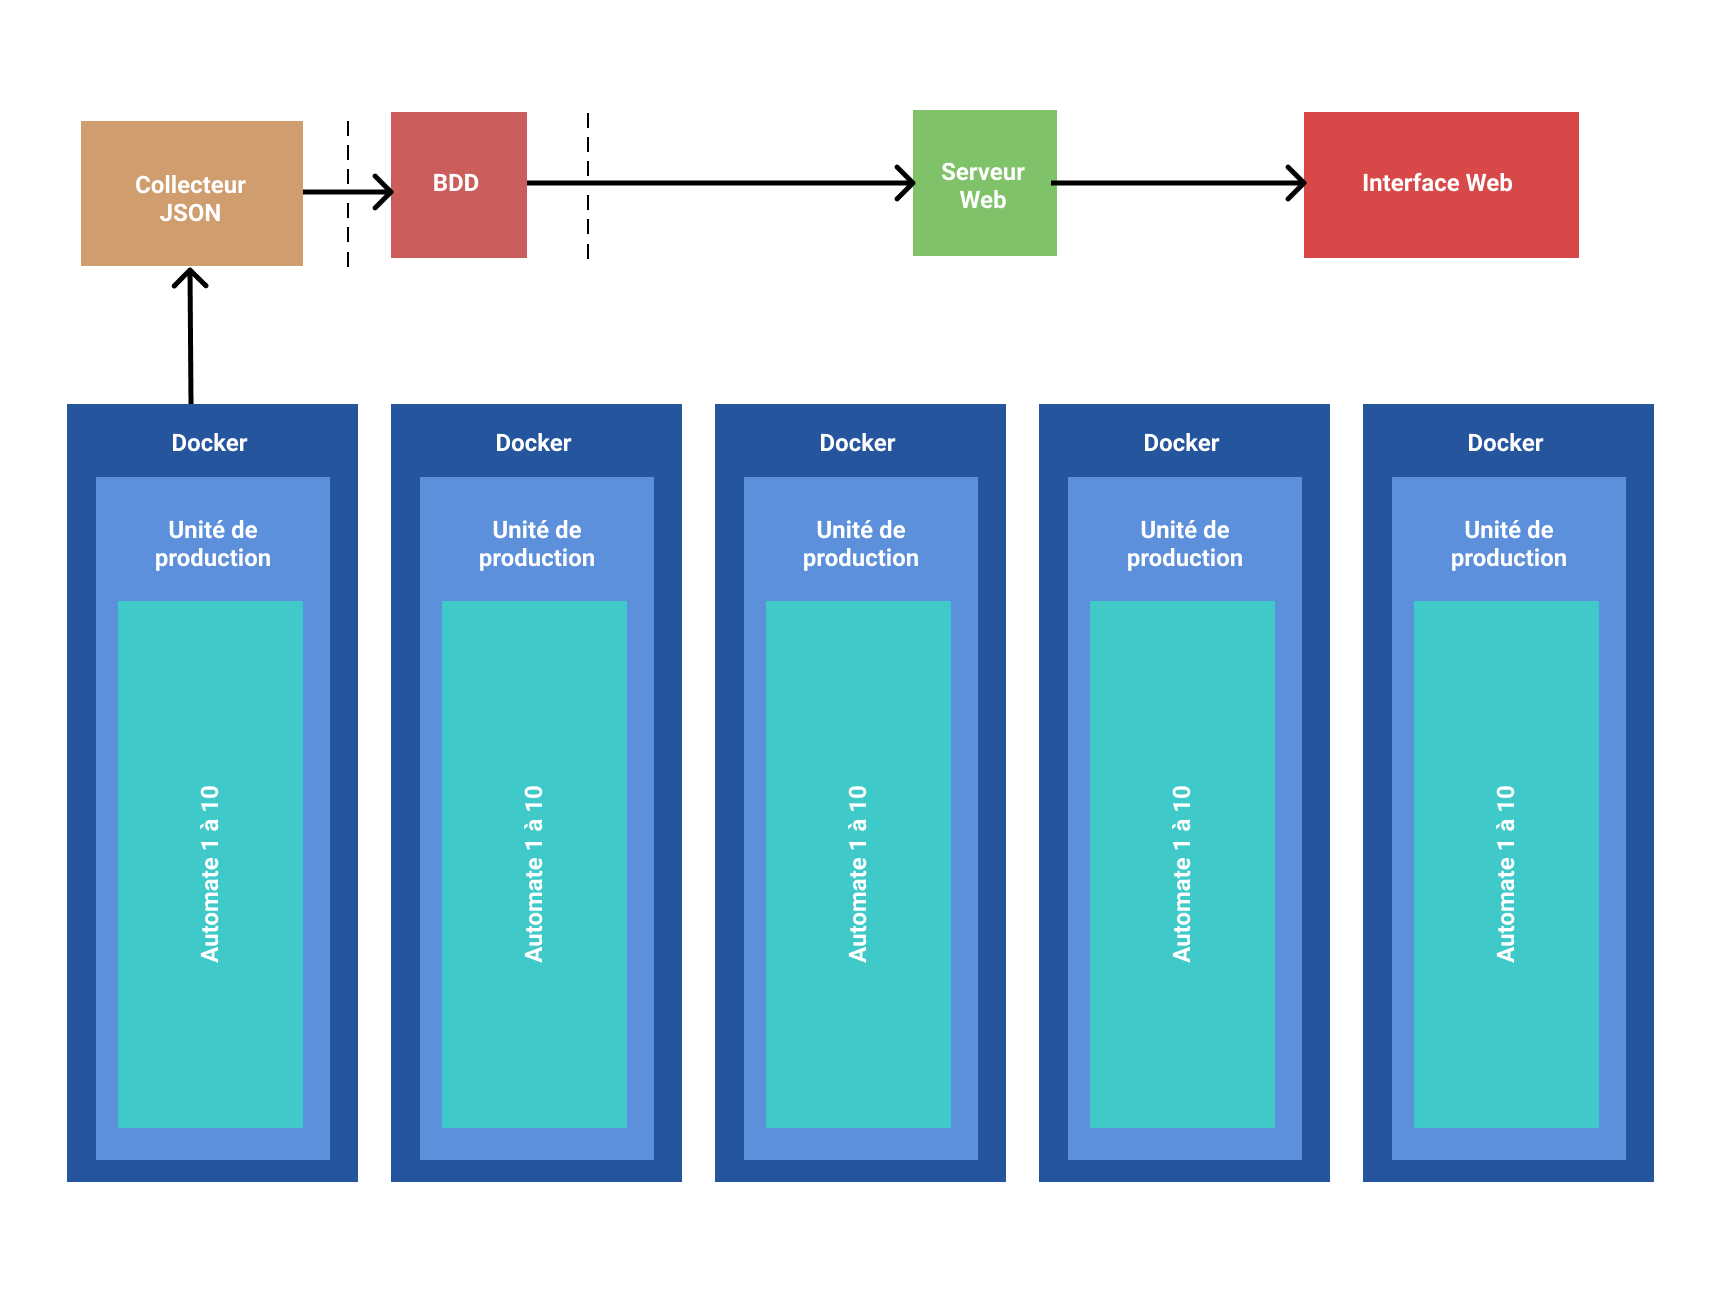 Collecteur
JSON
BDD
Serveur
Web
Interface Web
Docker
Unité de
production
Automate 1 à 10
Docker
Unité de
production
Automate 1 à 10
Docker
Unité de
production
Automate 1 à 10
Docker
Unité de
production
Automate 1 à 10
Docker
Unité de
production
Automate 1 à 10